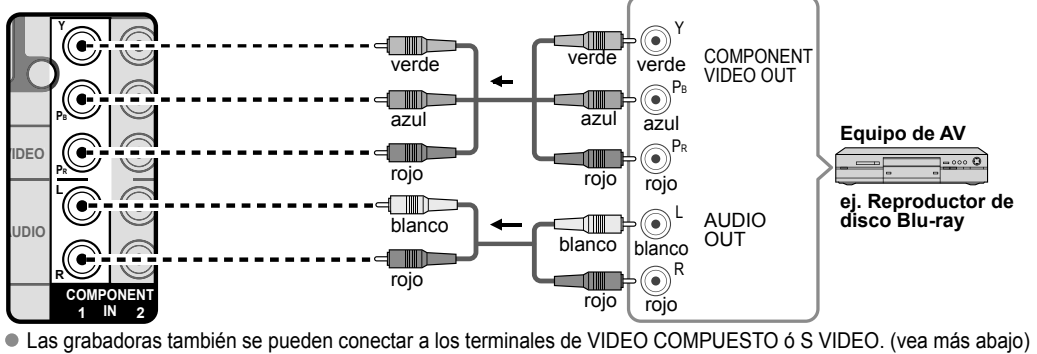 Y
verde
verde
Y
verde
COMPONENT
VIDEO OUT
PB
azul
azul
PB
azul
Equipo de AV
VIDEO
PR
rojo
rojo
PR
rojo
ej. Reproductor de
disco Blu-ray
L
blanco
blanco
L
blanco
AUDIO
OUT
UDIO
R
rojo
rojo
R
rojo
COMPONENT
1 IN 2
Las grabadoras también se pueden conectar a los terminales de VIDEO COMPUESTO ó S VIDEO. (vea más abajo)